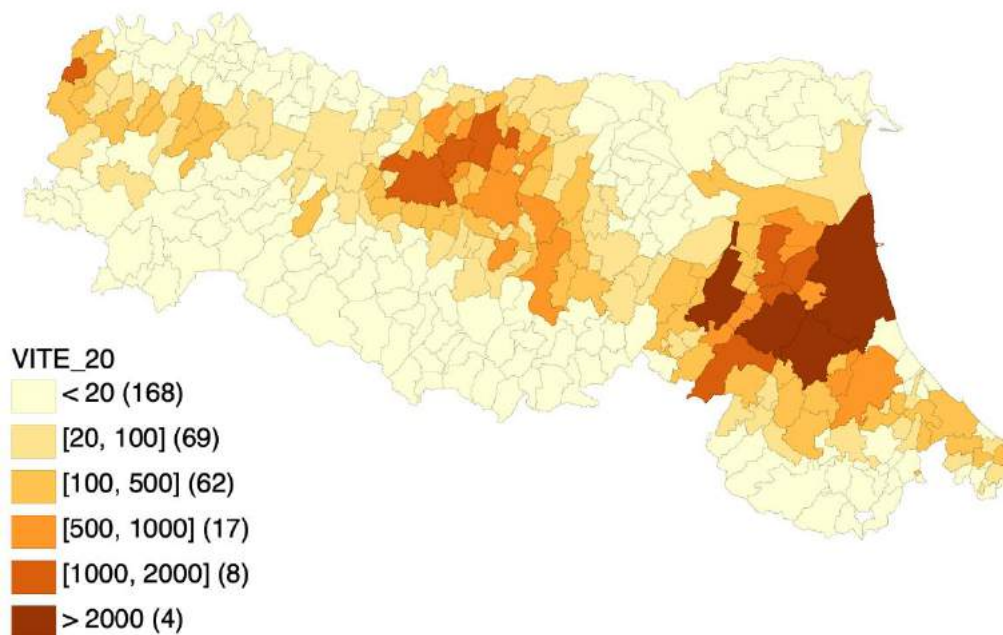 VITE_20
< 20 (168)
[20, 100] (69)
[100, 500] (62)
[500, 1000] (17)
[1000, 2000] (8)
> 2000 (4)